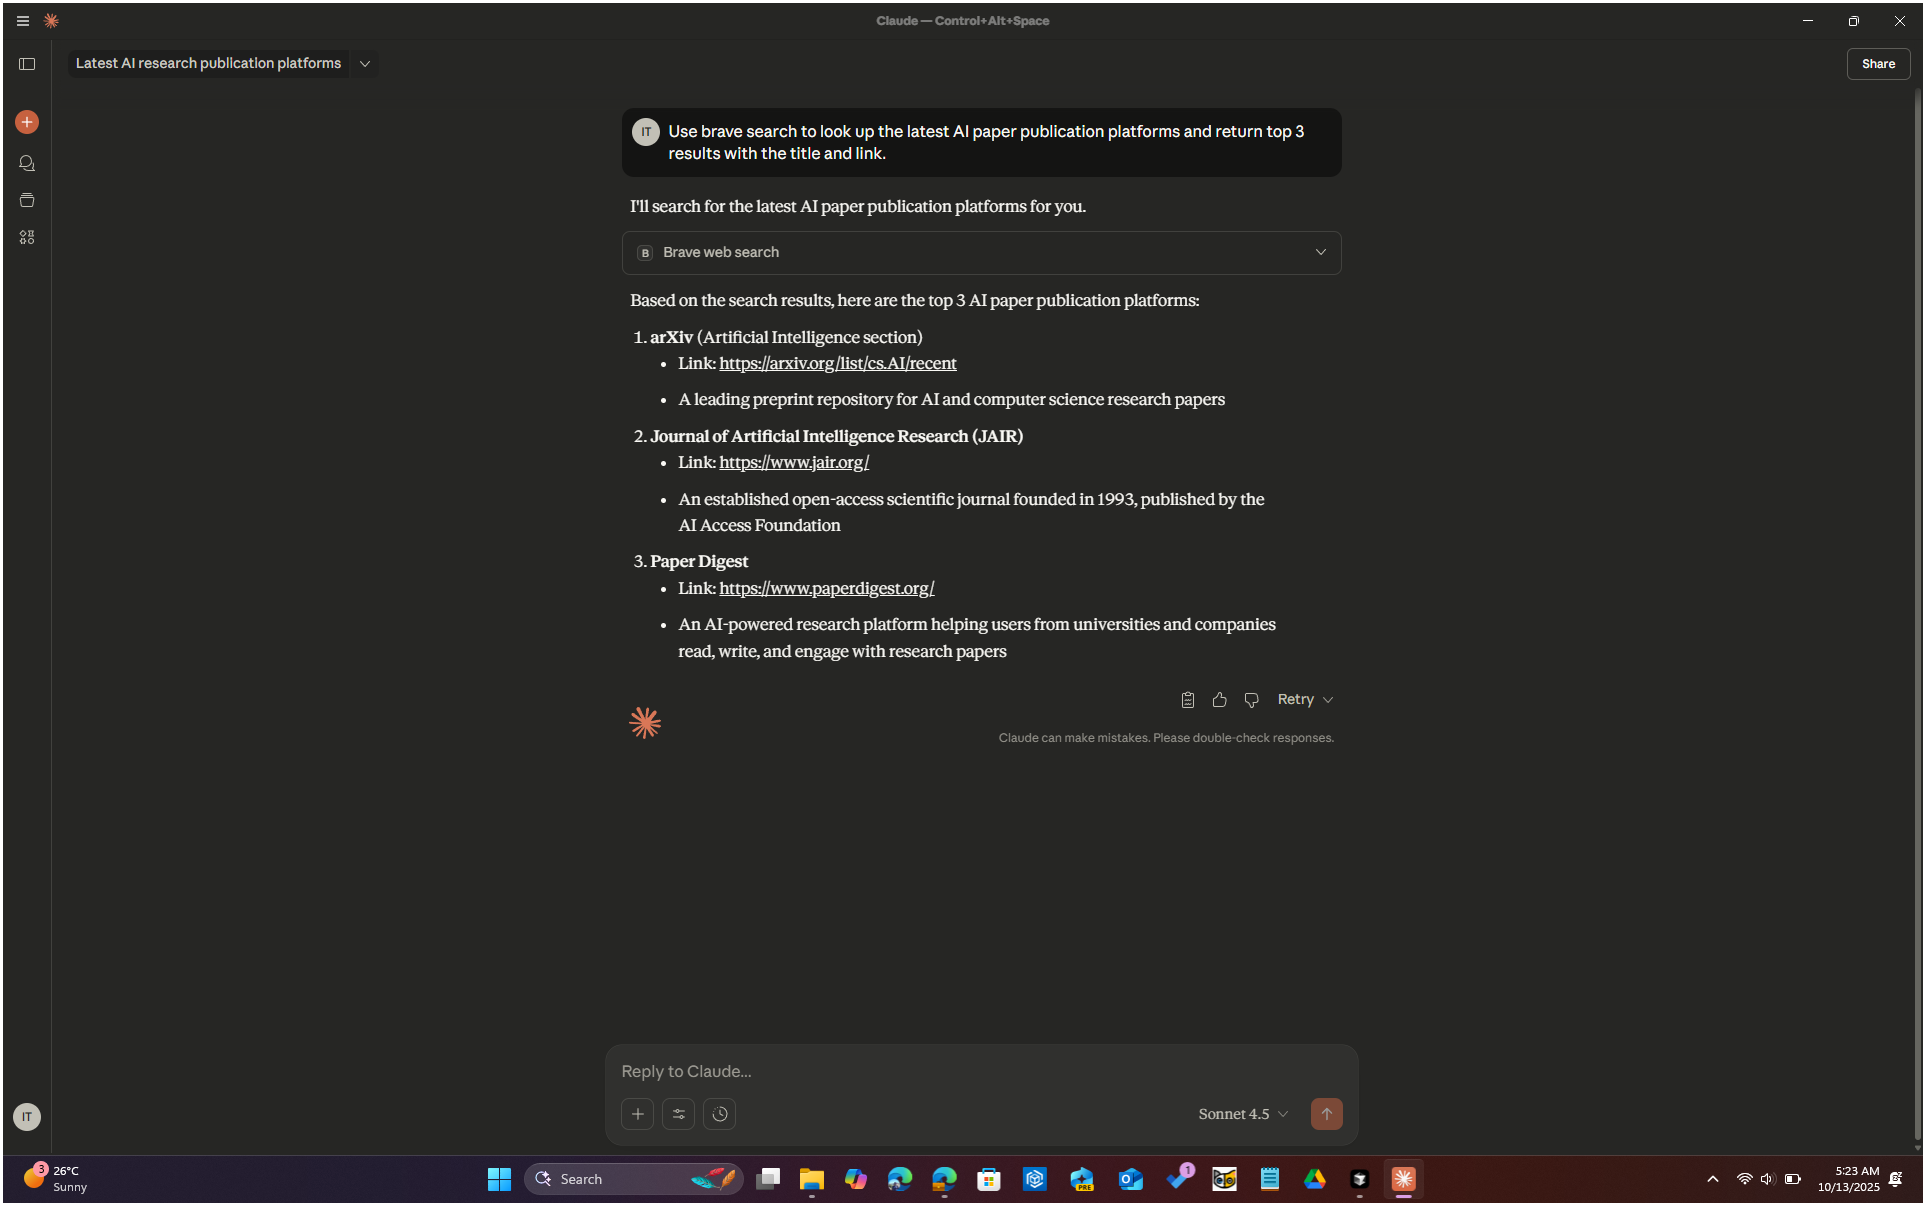 Claude — Control+Alt+Space
Latest AI research publication platforms
Share
IT
Use brave search to look up the latest AI paper publication platforms and return top 3
results with the title and link.
I'll search for the latest AI paper publication platforms for you.
B Brave web search
Based on the search results, here are the top 3 AI paper publication platforms:
1. arXiv (Artificial Intelligence section)
• Link: https://arxiv.org/list/cs.AI/recent
• A leading preprint repository for AI and computer science research papers
2. Journal of Artificial Intelligence Research (JAIR)
• Link: https://www.jair.org/
• An established open-access scientific journal founded in 1993, published by the
AI Access Foundation
3. Paper Digest
• Link: https://www.paperdigest.org/
• An AI-powered research platform helping users from universities and companies
read, write, and engage with research papers
Retry
Claude can make mistakes. Please double-check responses.
Reply to Claude...
Sonnet 4.5
IT
3
26°C
Sunny
Search
PRE
1
5:23 AM
10/13/2025